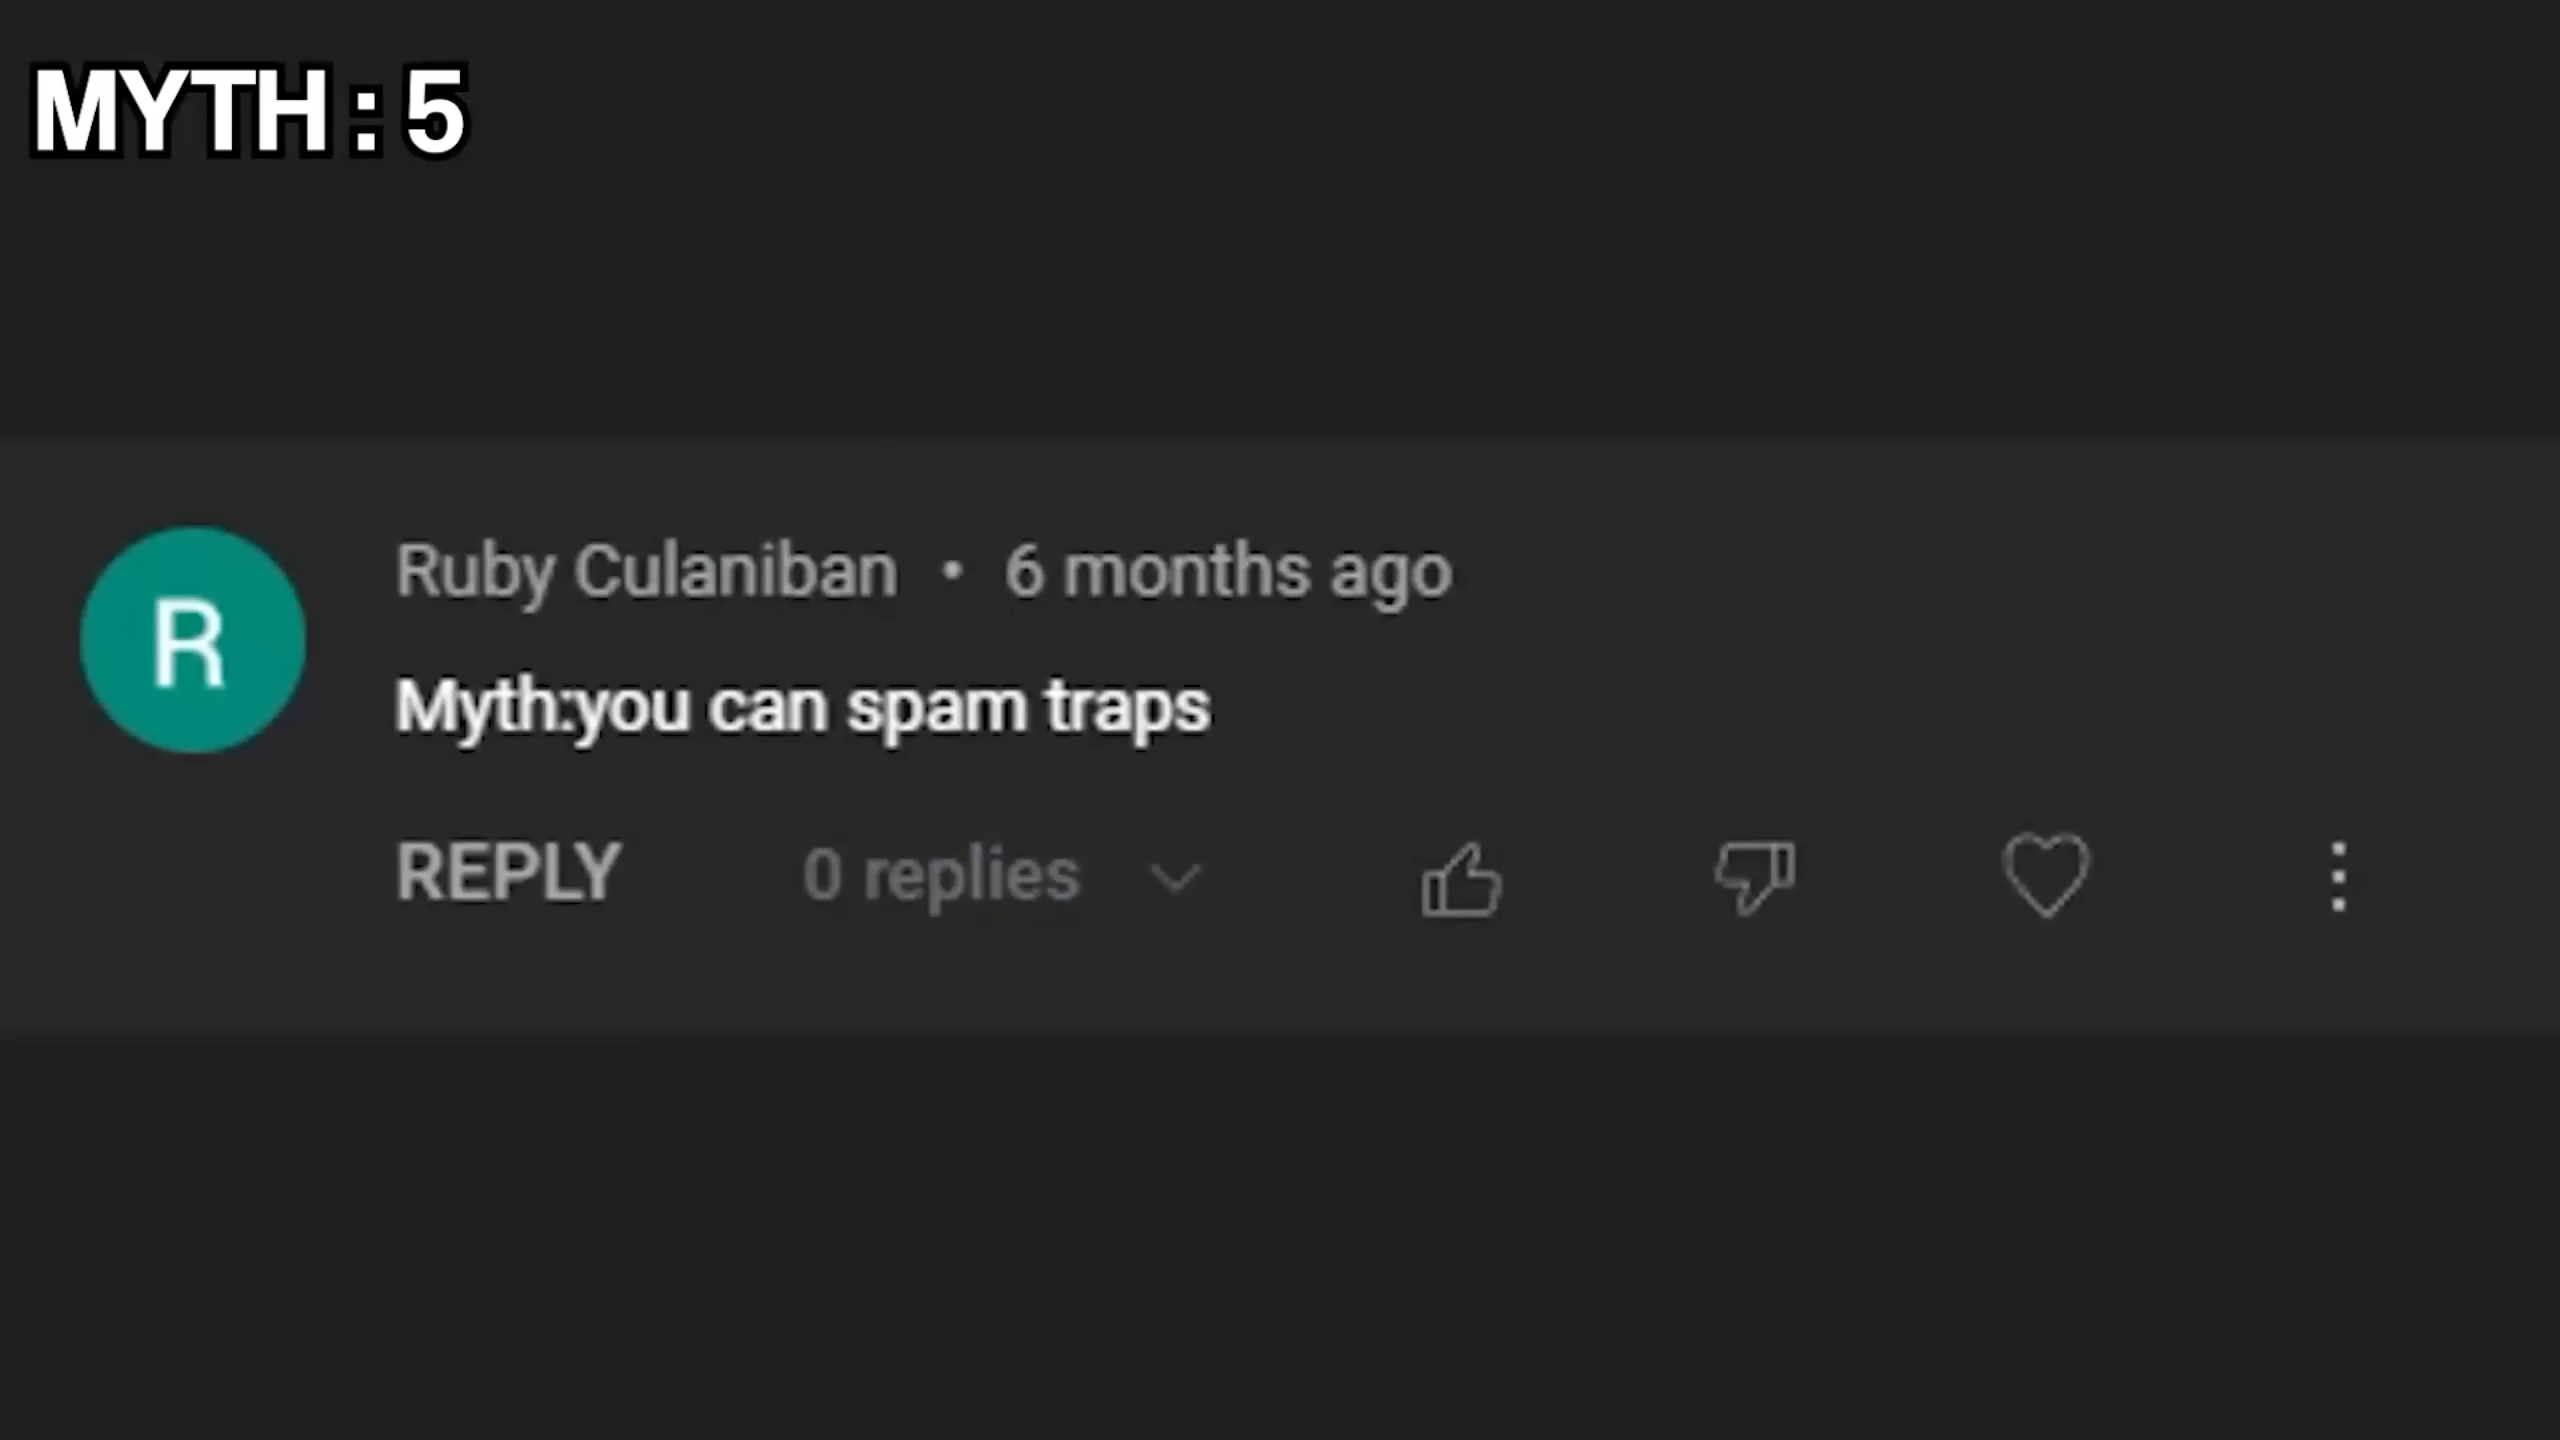 MYTH:5
Ruby Culaniban • 6 months ago
R
Myth:you can spam traps
REPLY 0 replies